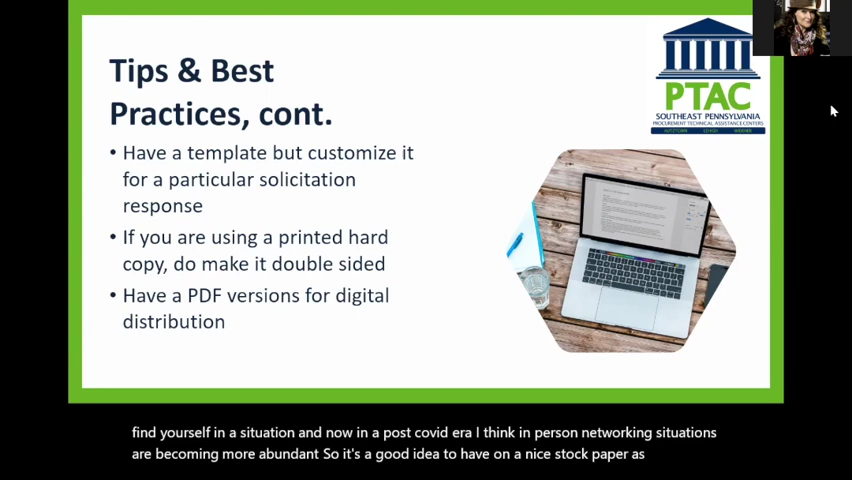 Tips & Best
Practices, cont.
• Have a template but customize it
for a particular solicitation
response
• If you are using a printed hard
copy, do make it double sided
• Have a PDF versions for digital
distribution
PTAC
SOUTHEAST PENNSYLVANIA
PROCUREMENT TECHNICAL ASSISTANCE CENTERS
KUTZTOWN LEHIGH WIDENER
find yourself in a situation and now in a post covid era I think in person networking situations
are becoming more abundant So it's a good idea to have on a nice stock paper as